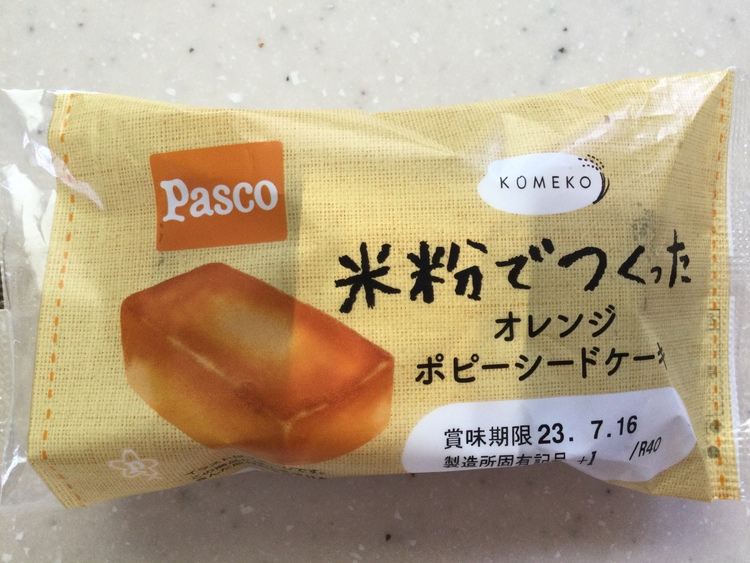 Pasco
KOMEKO
米粉でつくった
オレンジ
ポピーシードケーキ
賞味期限 23. 7.16
製造所固有記号 +1 /R40